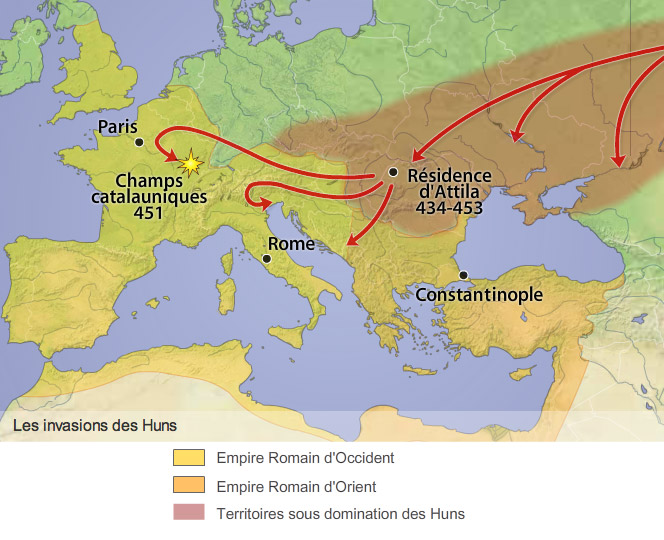 Paris
Champs
catalauniques
451
Résidence
d'Attila
434-453
Rome
Constantinople
Les invasions des Huns
Empire Romain d'Occident
Empire Romain d'Orient
Territoires sous domination des Huns